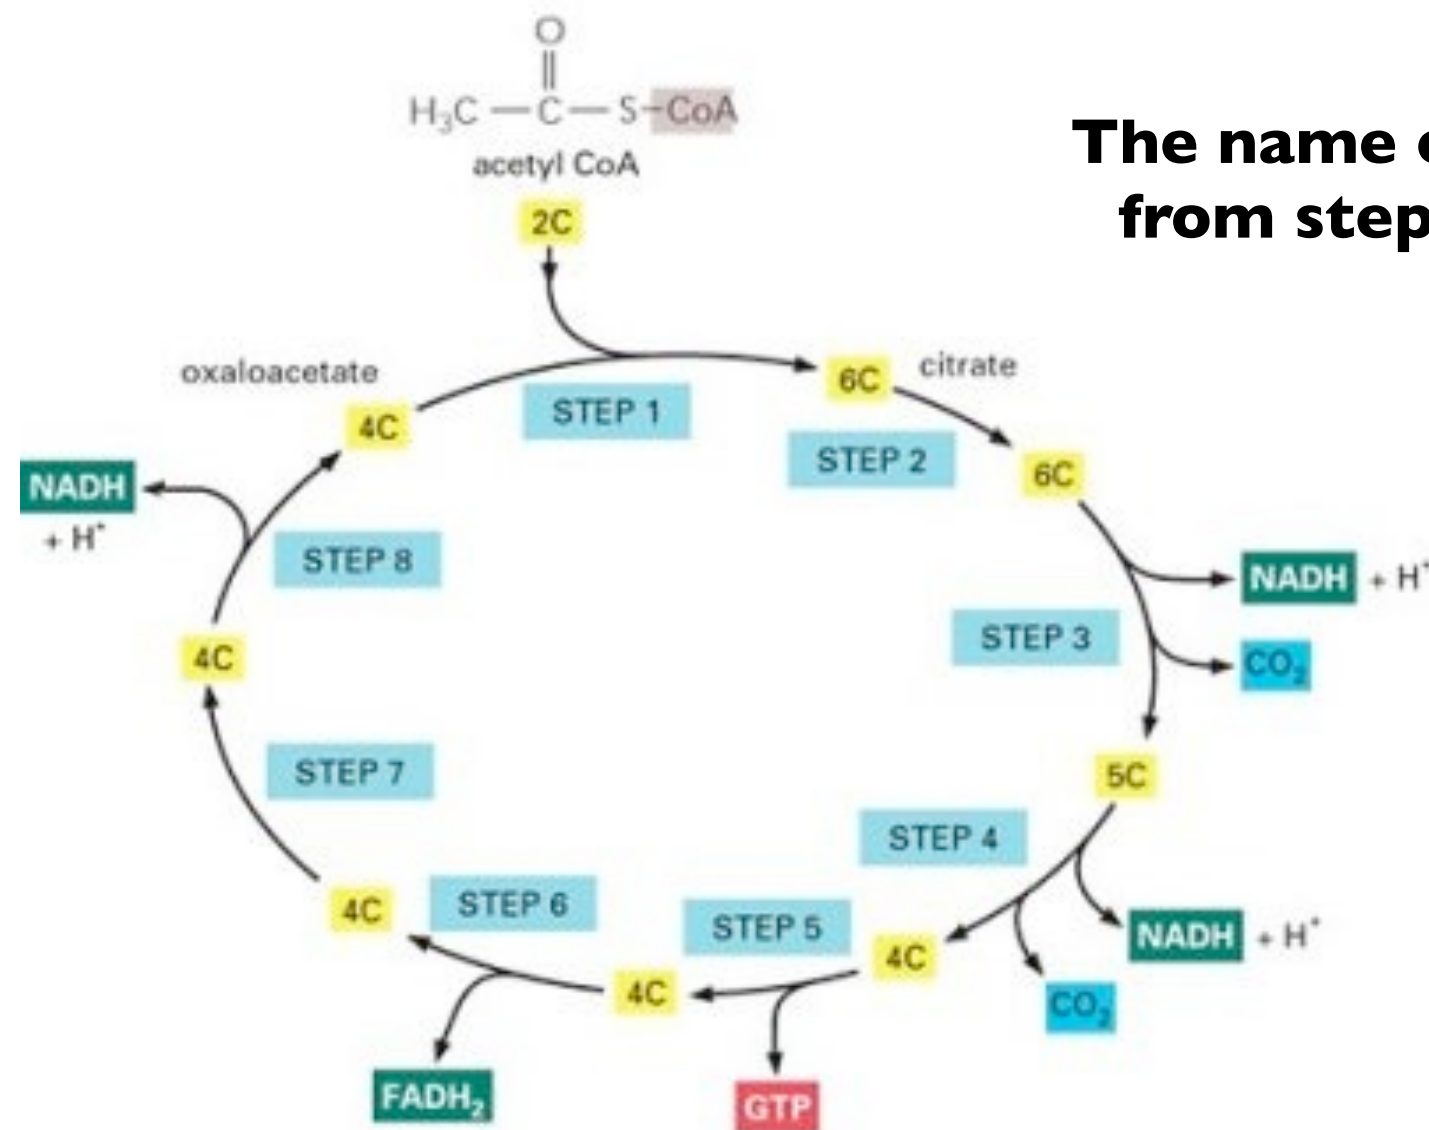 O
H₃C — C — S - CoA
acetyl CoA
2C
The name
from step
oxaloacetate
4C
STEP 1
6C
citrate
STEP 2
6C
NADH
+ H⁺
STEP 8
NADH + H⁺
STEP 3
CO₂
4C
STEP 7
5C
STEP 4
4C
STEP 6
STEP 5
4C
NADH + H⁺
4C
CO₂
FADH₂
GTP